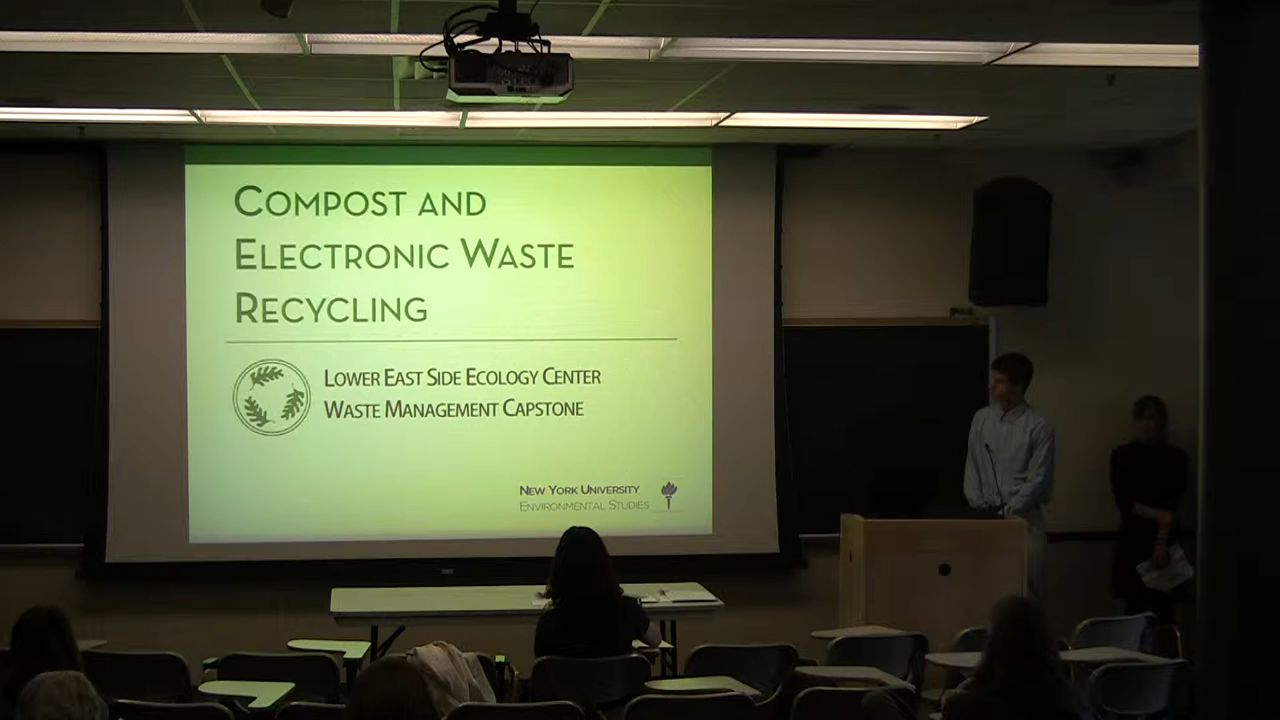 Compost and
Electronic Waste
Recycling
Lower East Side Ecology Center
Waste Management Capstone
New York University
Environmental Studies